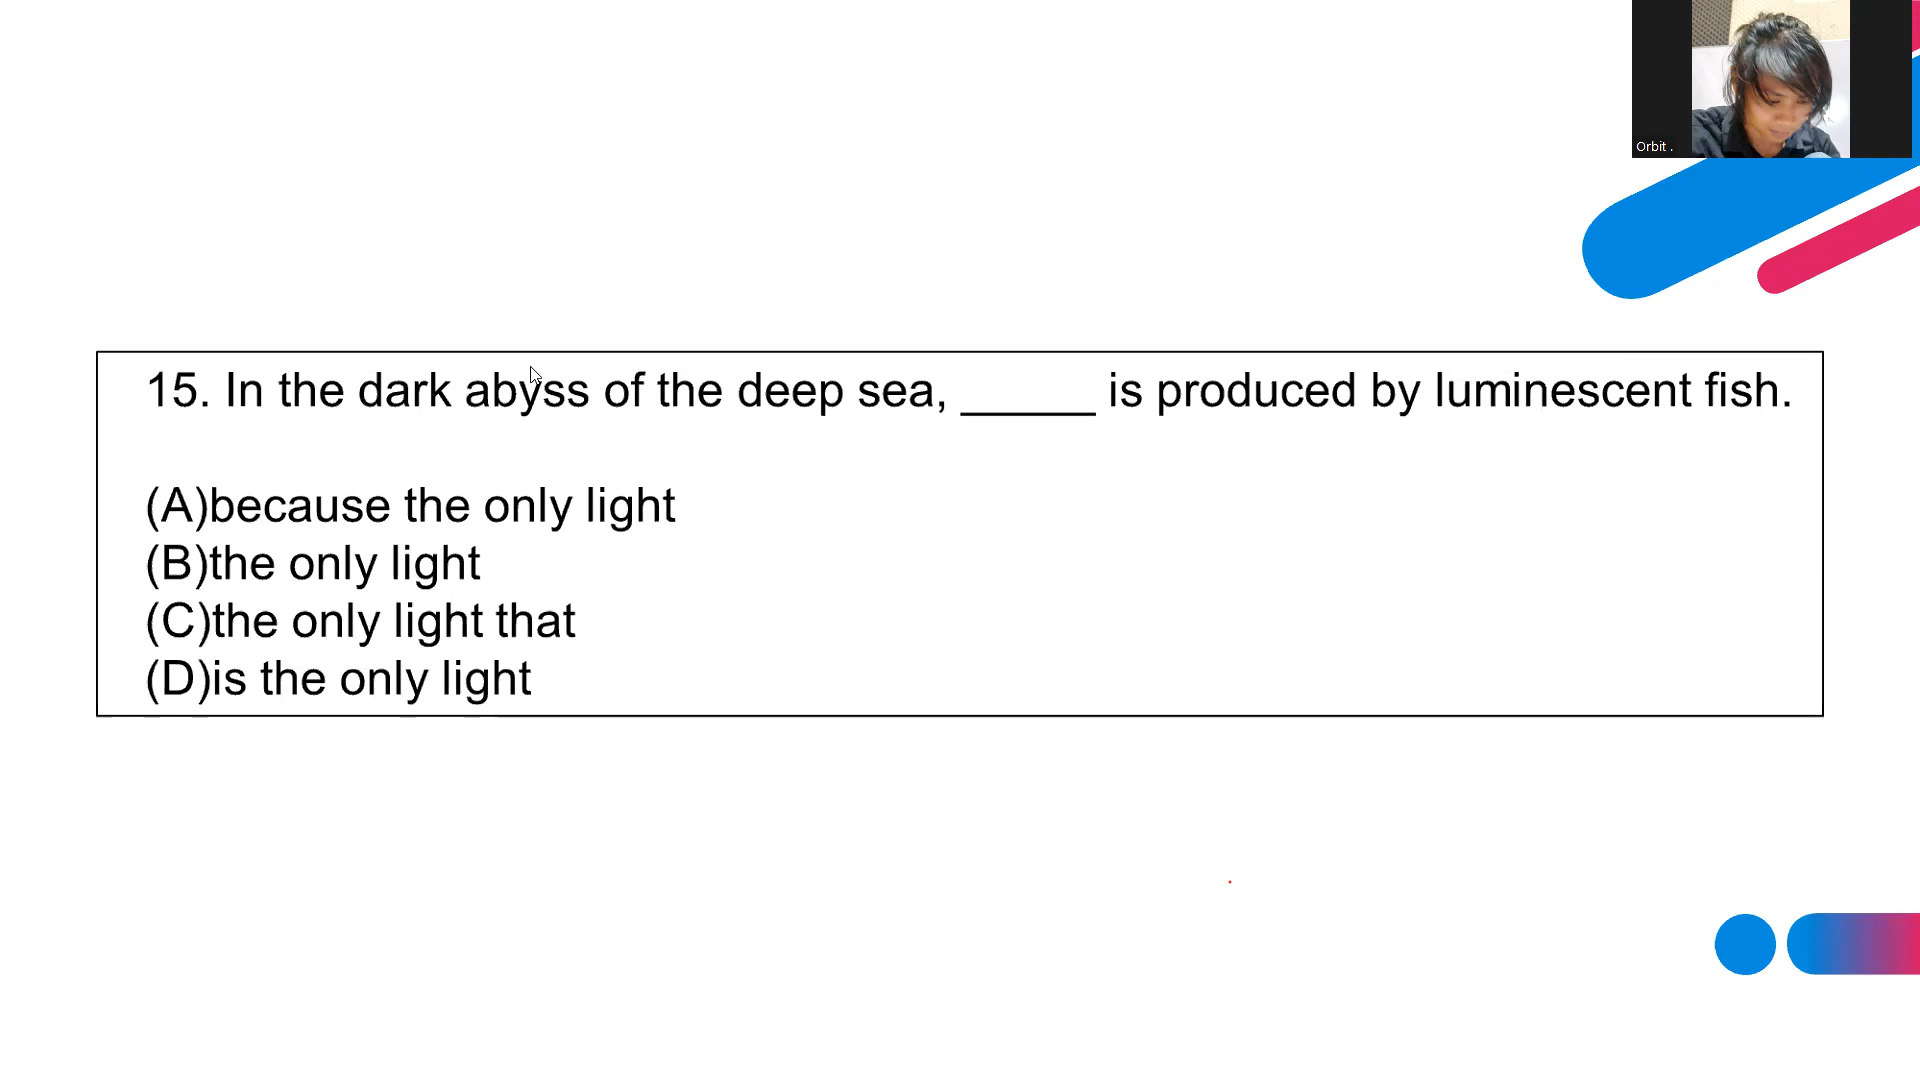 Orbit .
15. In the dark abyss of the deep sea, _____ is produced by luminescent fish.
(A)because the only light
(B)the only light
(C)the only light that
(D)is the only light